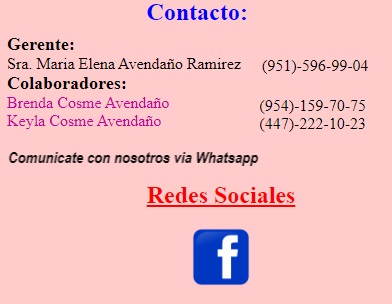 Contacto:
Gerente:
Sra. Maria Elena Avendaño Ramirez (951)-596-99-04
Colaboradores:
Brenda Cosme Avendaño (954)-159-70-75
Keyla Cosme Avendaño (447)-222-10-23
Comunicate con nosotros via Whatsapp
Redes Sociales
f